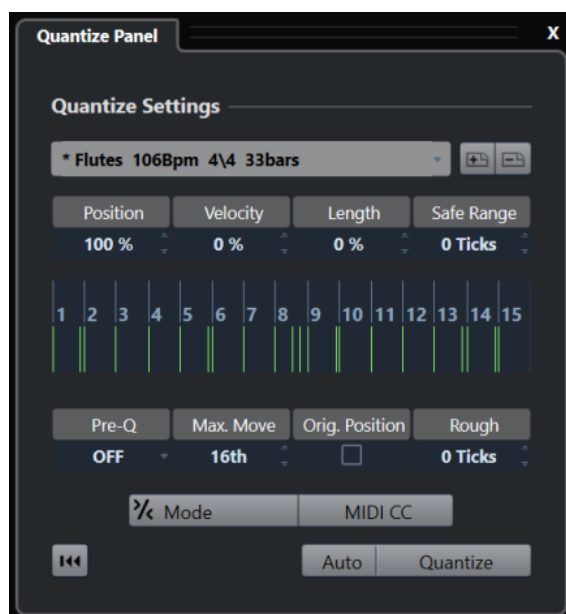 Quantize Panel X
Quantize Settings
* Flutes 106Bpm 4\4 33bars
Position Velocity Length Safe Range
100 % 0 % 0 % 0 Ticks
1 2 3 4 5 6 7 8 9 10 11 12 13 14 15
Pre-Q Max. Move Orig. Position Rough
OFF 16th 0 Ticks
Mode MIDI CC
Auto Quantize